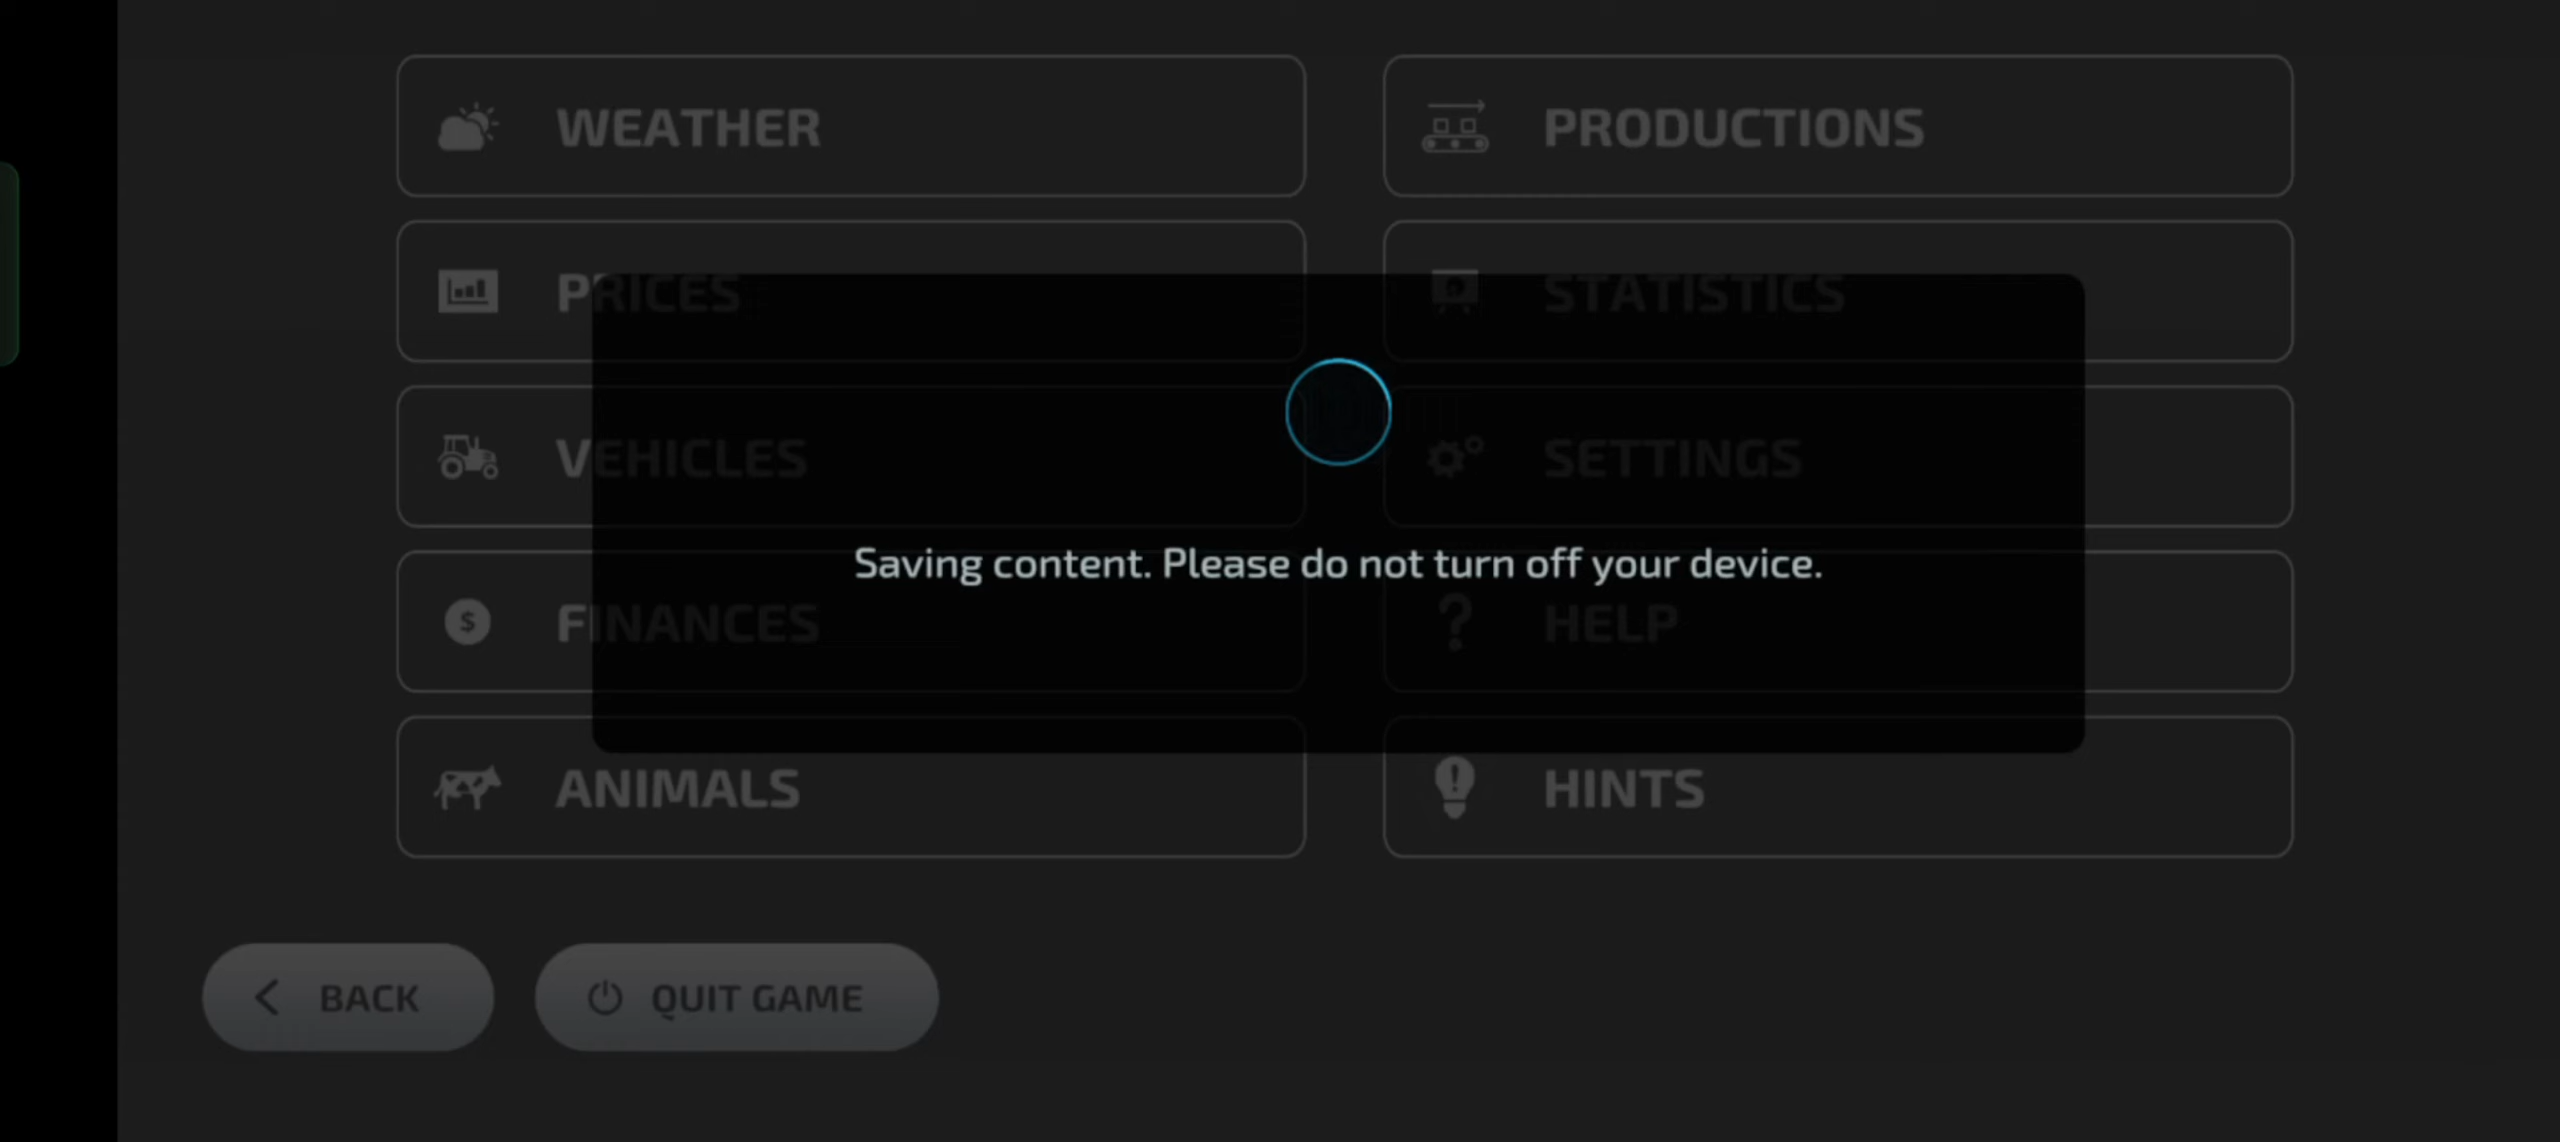 WEATHER
PRODUCTIONS
PRICES
STATISTICS
VEHICLES
SETTINGS
Saving content. Please do not turn off your device.
FINANCES
HELP
ANIMALS
HINTS
BACK
QUIT GAME